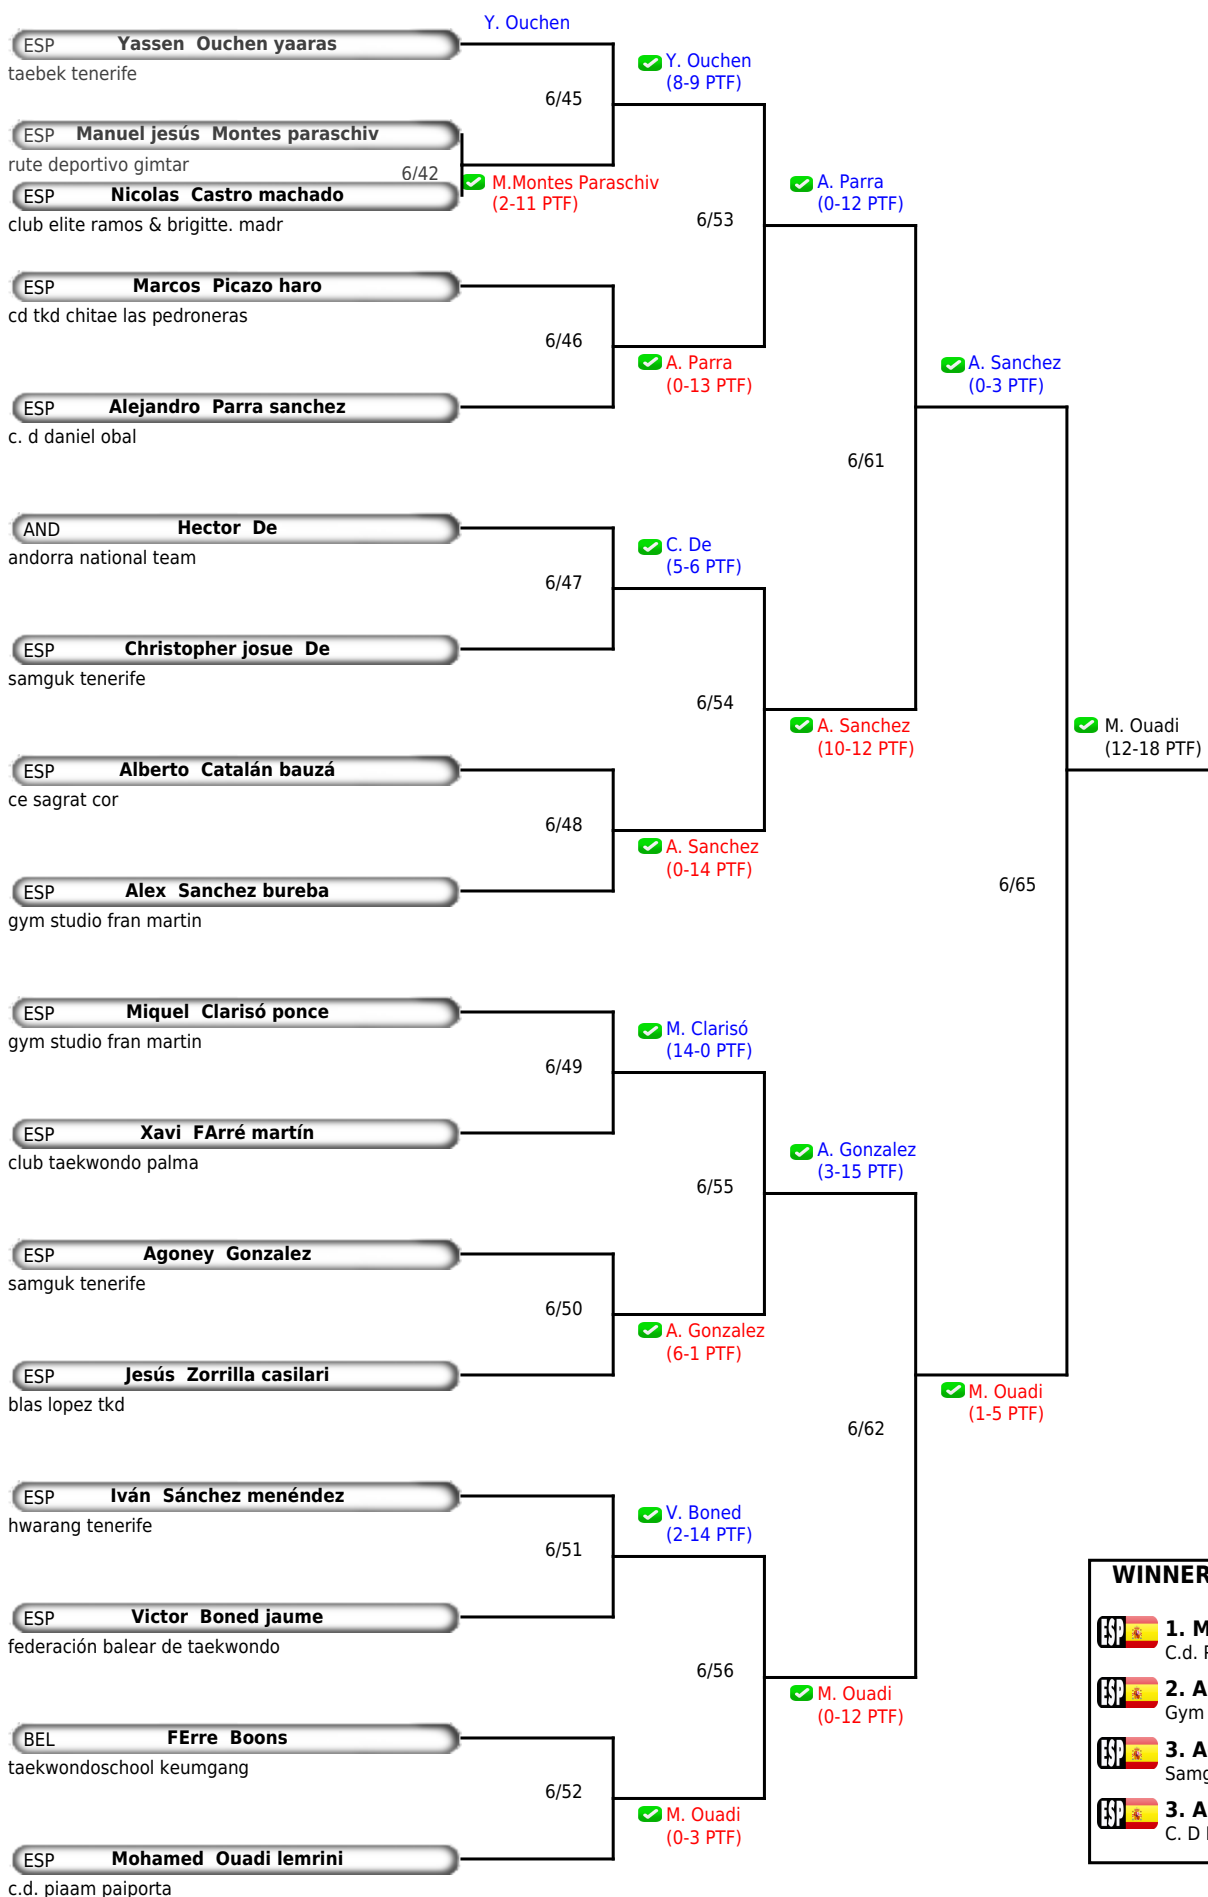 Y. Ouchen
ESP Yassen Ouchen yaaras
taebek tenerife
Y. Ouchen
(8-9 PTF)
6/45
ESP Manuel jesús Montes paraschiv
rute deportivo gimtar
6/42
M.Montes Paraschiv
(2-11 PTF)
ESP Nicolas Castro machado
club elite ramos & brigitte. madr
A. Parra
(0-12 PTF)
6/53
ESP Marcos Picazo haro
cd tkd chitae las pedroneras
6/46
A. Parra
(0-13 PTF)
A. Sanchez
(0-3 PTF)
ESP Alejandro Parra sanchez
c. d daniel obal
6/61
AND Hector De
andorra national team
C. De
(5-6 PTF)
6/47
ESP Christopher josue De
samguk tenerife
6/54
A. Sanchez
(10-12 PTF)
M. Ouadi
(12-18 PTF)
ESP Alberto Catalán bauzá
ce sagrat cor
6/48
A. Sanchez
(0-14 PTF)
ESP Alex Sanchez bureba
gym studio fran martin
6/65
ESP Miquel Clarisó ponce
gym studio fran martin
M. Clarisó
(14-0 PTF)
6/49
ESP Xavi FArré martín
club taekwondo palma
A. Gonzalez
(3-15 PTF)
6/55
ESP Agoney Gonzalez
samguk tenerife
6/50
A. Gonzalez
(6-1 PTF)
ESP Jesús Zorrilla casilari
blas lopez tkd
M. Ouadi
(1-5 PTF)
6/62
ESP Iván Sánchez menéndez
hwarang tenerife
V. Boned
(2-14 PTF)
6/51
ESP Victor Boned jaume
federación balear de taekwondo
6/56
M. Ouadi
(0-12 PTF)
BEL FErre Boons
taekwondoschool keumgang
6/52
M. Ouadi
(0-3 PTF)
ESP Mohamed Ouadi lemrini
c.d. piaam paiporta
WINNER
ESP 1. M
C.d.
ESP 2. A
Gym
ESP 3. A
Samg
ESP 3. A
C. D